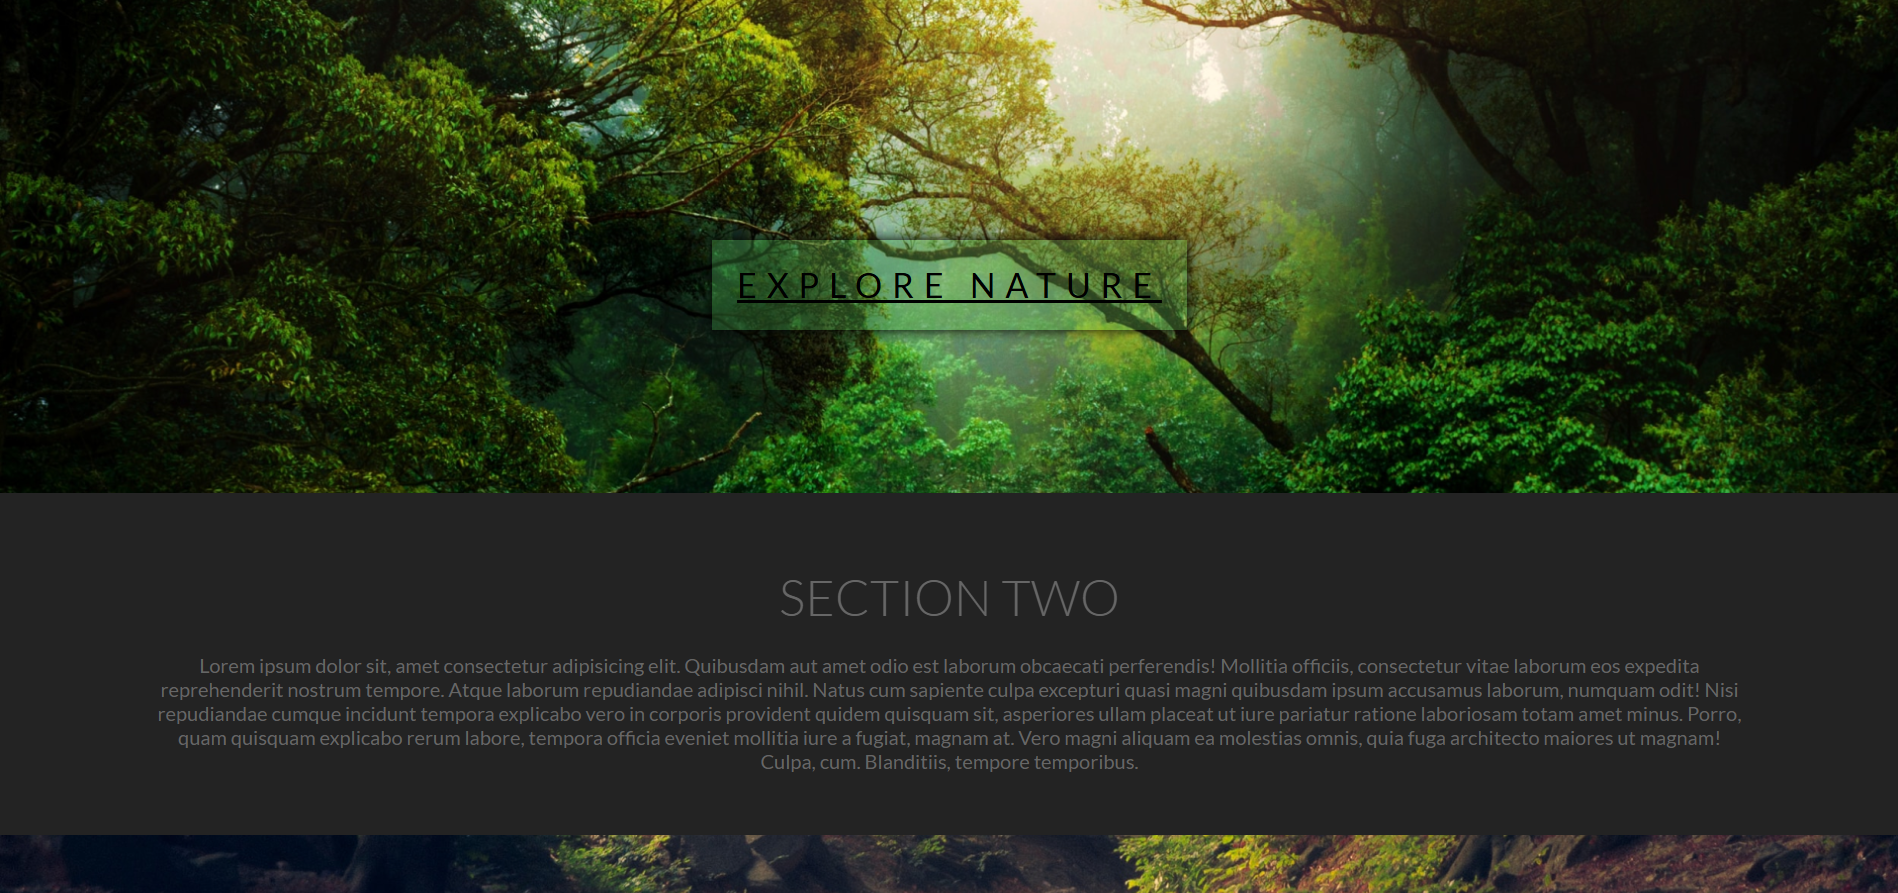 EXPLORE NATURE
SECTION TWO
Lorem ipsum dolor sit, amet consectetur adipisicing elit. Quibusdam aut amet odio est laborum obcaecati perferendis! Mollitia officiis, consectetur vitae laborum eos expedita
reprehenderit nostrum tempore. Atque laborum repudiandae adipisci nihil. Natus cum sapiente culpa excepturi quasi magni quibusdam ipsum accusamus laborum, numquam odit! Nisi
repudiandae cumque incidunt tempora explicabo vero in corporis provident quidem quisquam sit, asperiores ullam placeat ut iure pariatur ratione laboriosam totam amet minus. Porro,
quam quisquam explicabo rerum labore, tempora officia eveniet mollitia iure a fugiat, magnam at. Vero magni aliquam ea molestias omnis, quia fuga architecto maiores ut magnam!
Culpa, cum. Blanditiis, tempore temporibus.